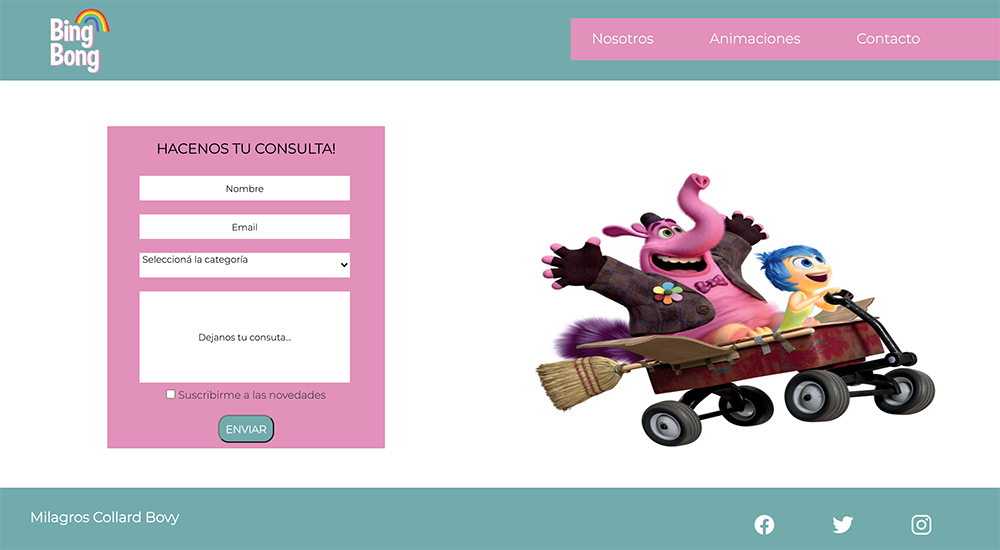 Bing
Bong
Nosotros Animaciones Contacto
HACENOS TU CONSULTA!
Nombre
Email
Seleccioná la categoría
Dejanos tu consuta...
Suscribirme a las novedades
ENVIAR
Milagros Collard Bovy